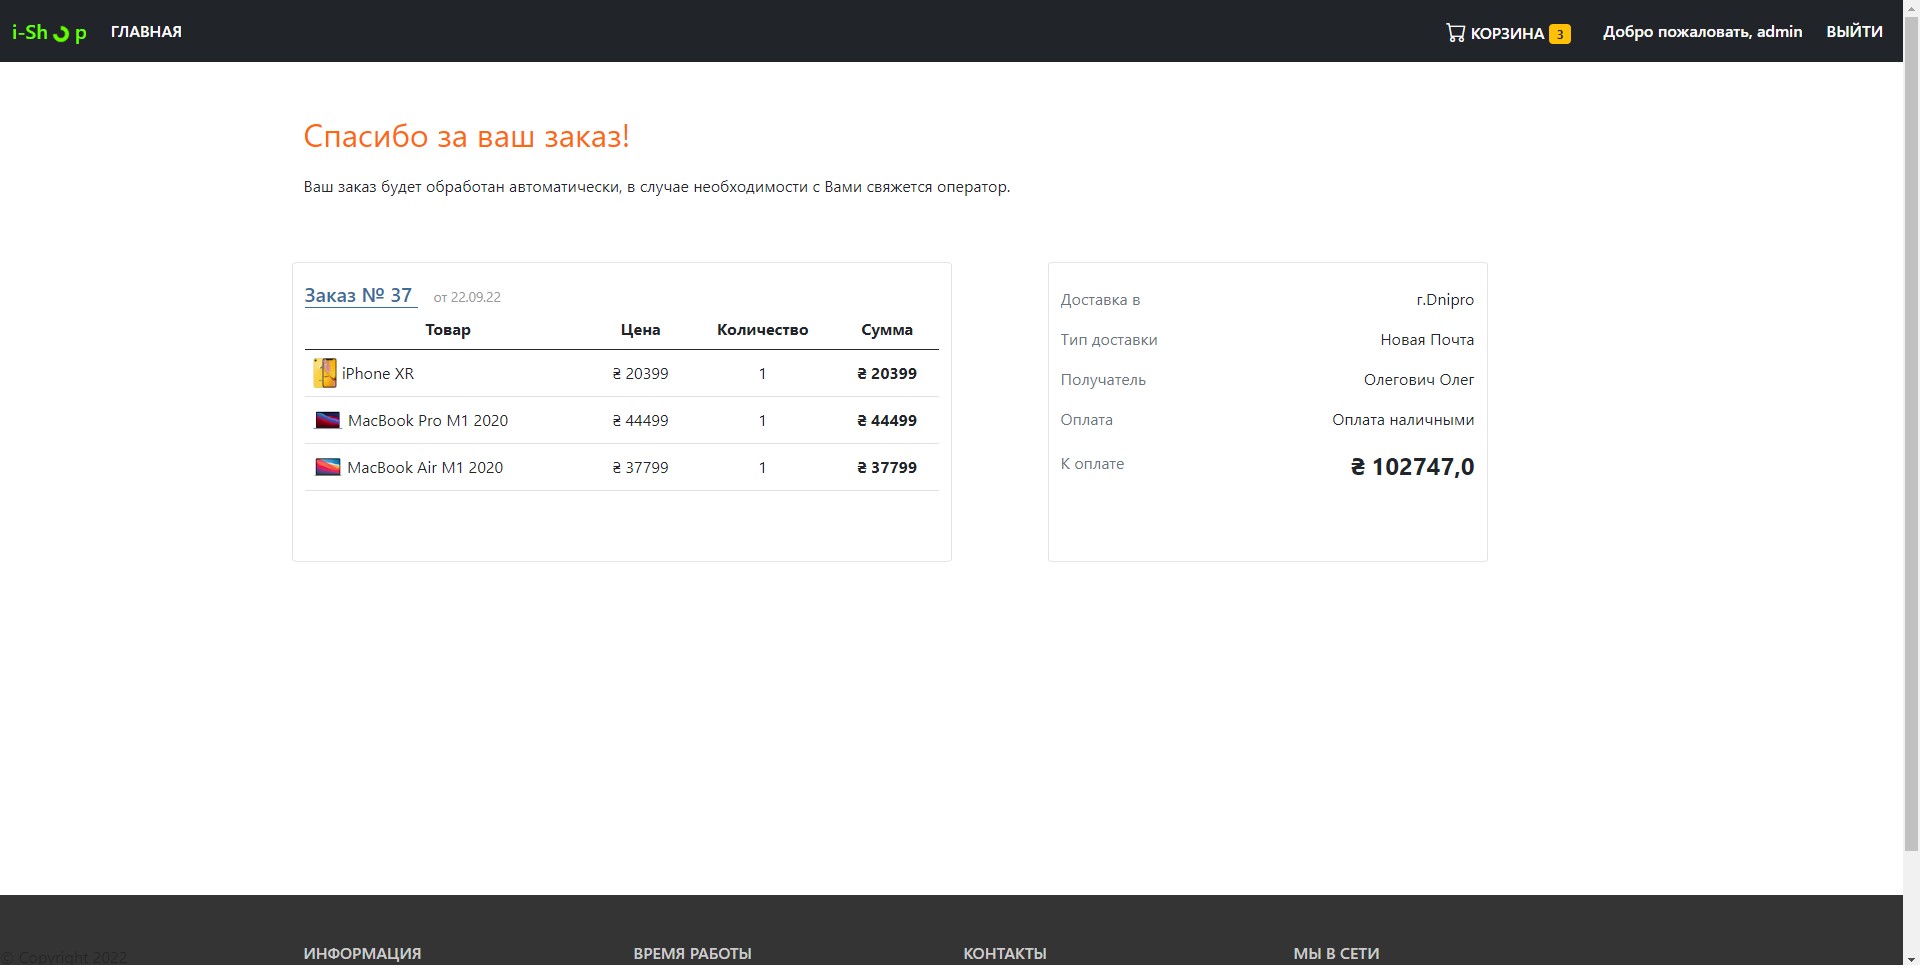 i-Sh p ГЛАВНАЯ КОРЗИНА 3 Добро пожаловать, admin ВЫЙТИ
Спасибо за ваш заказ!
Ваш заказ будет обработан автоматически, в случае необходимости с Вами свяжется оператор.
Заказ № 37 от 22.09.22
Товар Цена Количество Сумма
iPhone XR ₴ 20399 1 ₴ 20399
MacBook Pro M1 2020 ₴ 44499 1 ₴ 44499
MacBook Air M1 2020 ₴ 37799 1 ₴ 37799
Доставка в г.Dnipro
Тип доставки Новая Почта
Получатель Олегович Олег
Оплата Оплата наличными
К оплате ₴ 102747,0
ИНФОРМАЦИЯ ВРЕМЯ РАБОТЫ КОНТАКТЫ МЫ В СЕТИ
© Copyright 2022